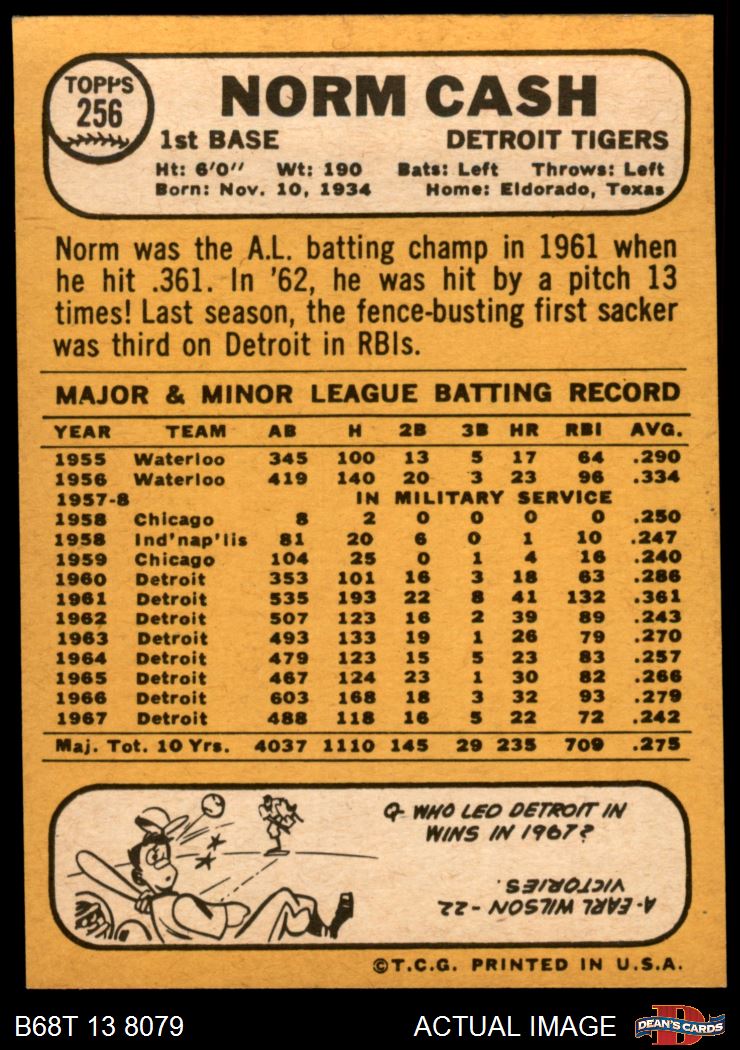 TOPPS
256
NORM CASH
1st BASE DETROIT TIGERS
Ht: 6'0" Wt: 190 Bats: Left Throws: Left
Born: Nov. 10, 1934 Home: Eldorado, Texas
Norm was the A.L. batting champ in 1961 when
he hit .361. In '62, he was hit by a pitch 13
times! Last season, the fence-busting first sacker
was third on Detroit in RBIs.
MAJOR & MINOR LEAGUE BATTING RECORD
YEAR TEAM AB H 2B 3B HR RBI AVG.
1955 Waterloo 345 100 13 5 17 64 .290
1956 Waterloo 419 140 20 3 23 96 .334
1957-8 IN MILITARY SERVICE
1958 Chicago 8 2 0 0 0 0 .250
1958 Ind'nap'lis 81 20 6 0 1 10 .247
1959 Chicago 104 25 0 1 4 16 .240
1960 Detroit 353 101 16 3 18 63 .286
1961 Detroit 535 193 22 8 41 132 .361
1962 Detroit 507 123 16 2 39 89 .243
1963 Detroit 493 133 19 1 26 79 .270
1964 Detroit 479 123 15 5 23 83 .257
1965 Detroit 467 124 23 1 30 82 .266
1966 Detroit 603 168 18 3 32 93 .279
1967 Detroit 488 118 16 5 22 72 .242
Maj. Tot. 10 Yrs. 4037 1110 145 29 235 709 .275
Q- WHO LED DETROIT IN
WINS IN 1967?
A- EARL WILSON - 22
VICTORIES.
©T.C.G. PRINTED IN U.S.A.
B68T 13 8079 ACTUAL IMAGE
D
DEAN'S CARDS